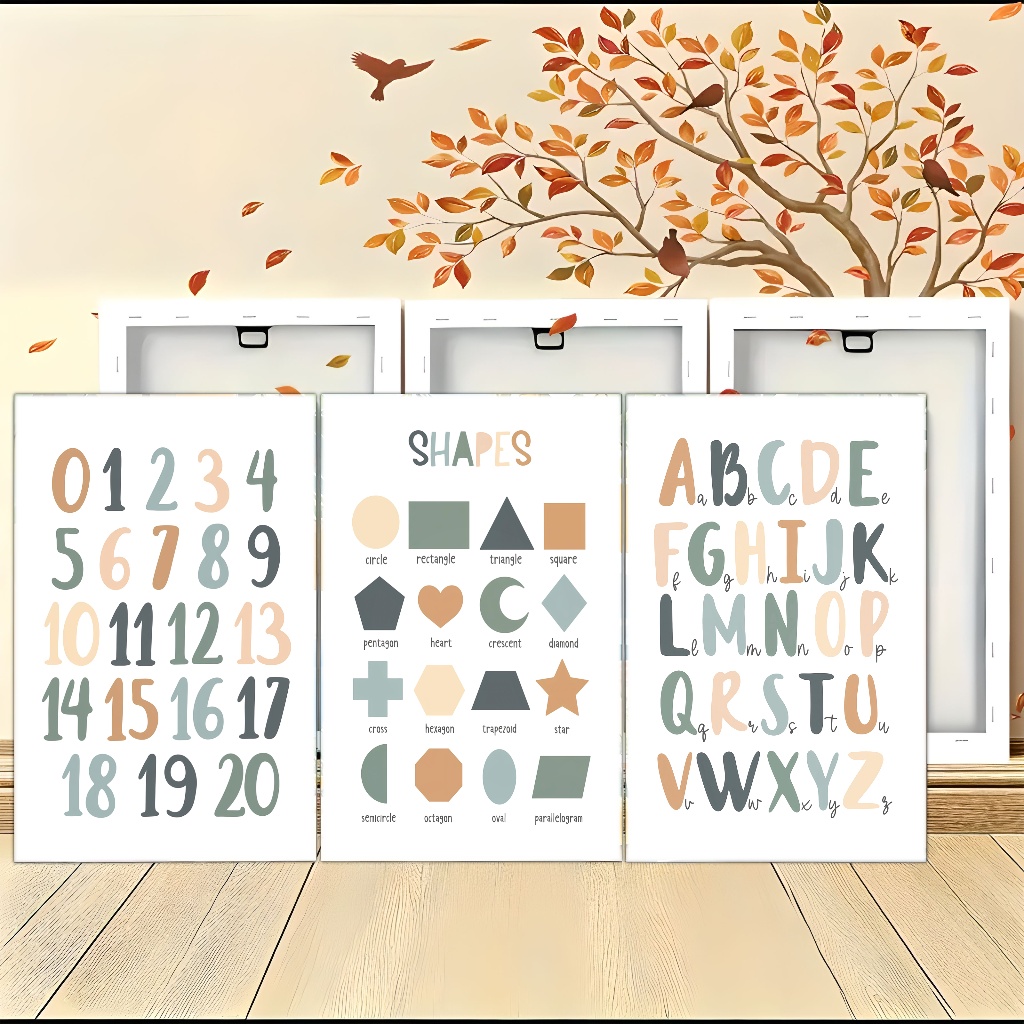 0 1 2 3 4
5 6 7 8 9
10 11 12 13
14 15 16 17
18 19 20
SHAPES
circle rectangle triangle square
pentagon heart crescent diamond
cross hexagon trapezoid star
semicircle octagon oval parallelogram
A a B b C c D d E e
F f G g H h I i J j K k
L l M m N n O o P p
Q q R r S s T t U u
V v W w X x Y y Z z